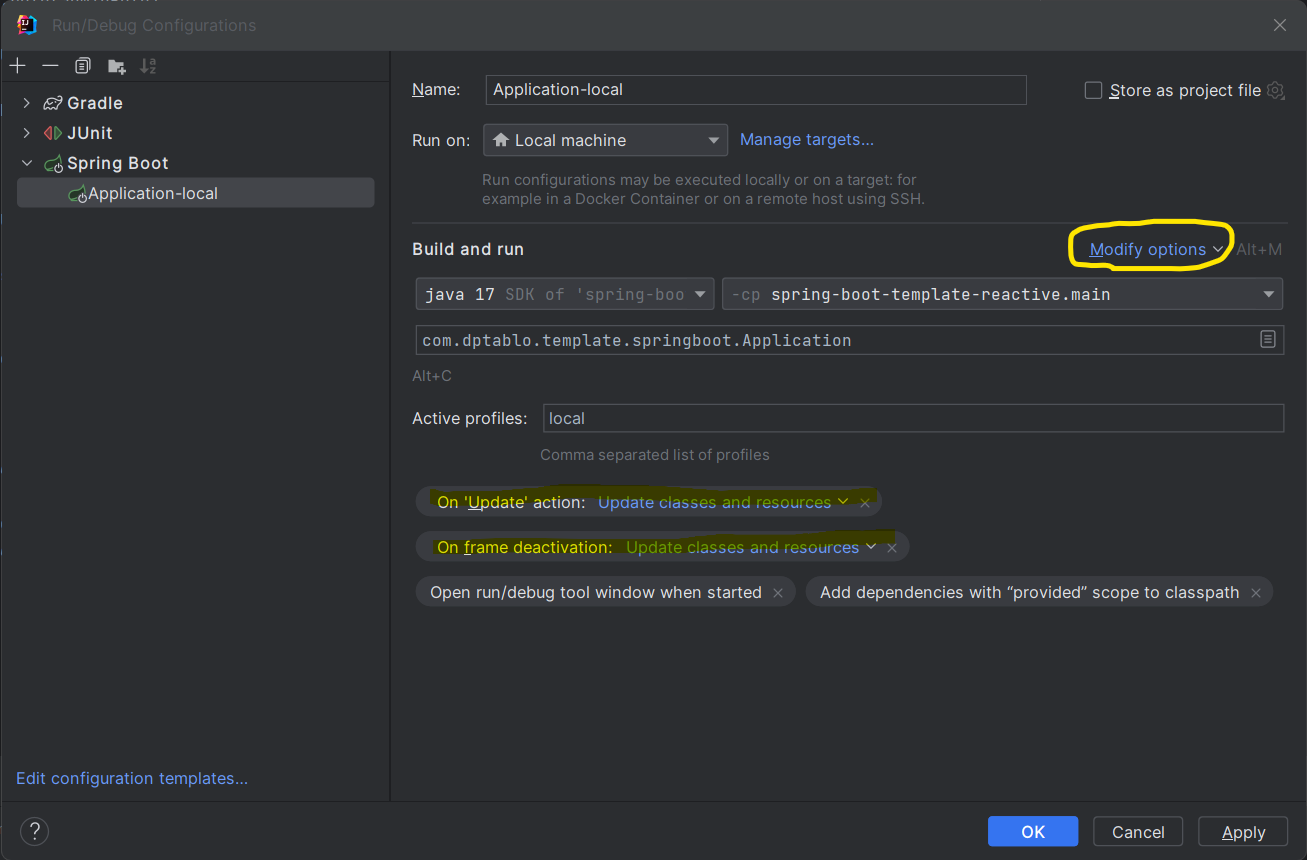 Run/Debug Configurations
Gradle
JUnit
Spring Boot
Application-local
Edit configuration templates...
Name: Application-local
Store as project file
Run on: Local machine Manage targets...
Run configurations may be executed locally or on a target: for
example in a Docker Container or on a remote host using SSH.
Build and run Modify options Alt+M
java 17 SDK of 'spring-boo -cp spring-boot-template-reactive.main
com.dptablo.template.springboot.Application
Alt+C
Active profiles: local
Comma separated list of profiles
On 'Update' action: Update classes and resources
On frame deactivation: Update classes and resources
Open run/debug tool window when started Add dependencies with “provided” scope to classpath
? OK Cancel Apply